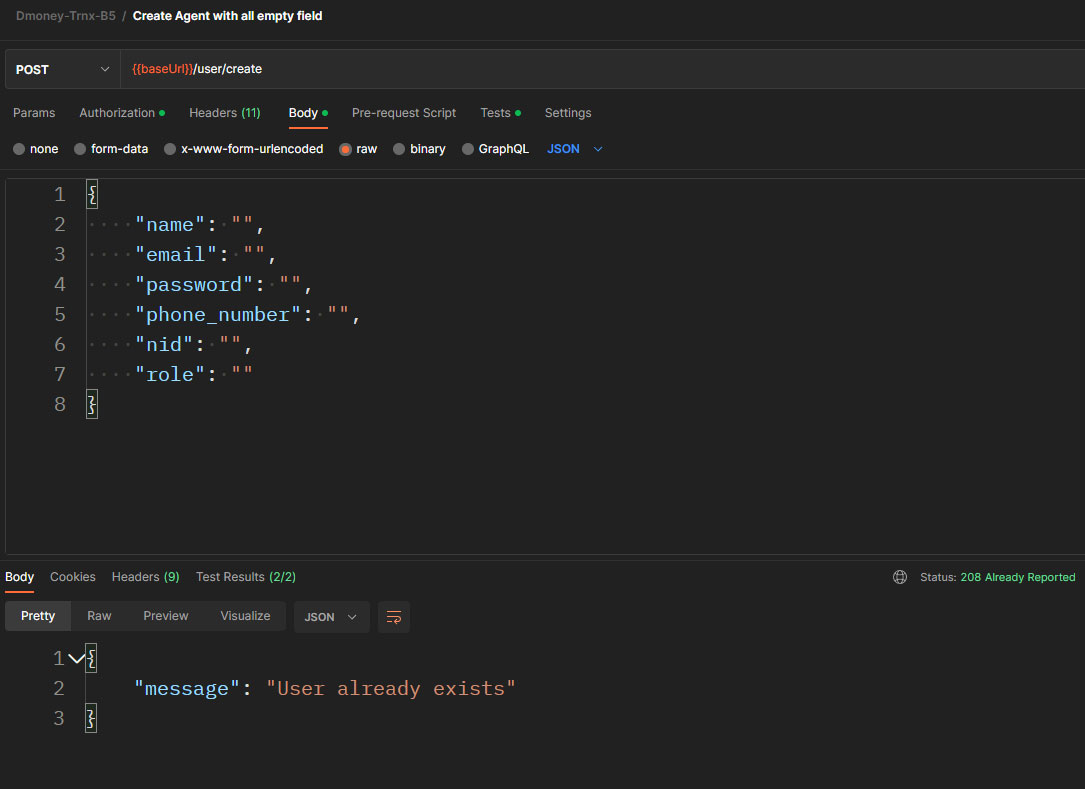 Dmoney-Trnx-B5 / Create Agent with all empty field
POST {{baseUrl}}/user/create
Params Authorization Headers (11) Body Pre-request Script Tests Settings
none form-data x-www-form-urlencoded raw binary GraphQL JSON
1 {
2 "name": "",
3 "email": "",
4 "password": "",
5 "phone_number": "",
6 "nid": "",
7 "role": ""
8 }
Body Cookies Headers (9) Test Results (2/2) Status: 208 Already Reported
Pretty Raw Preview Visualize JSON
1 {
2 "message": "User already exists"
3 }